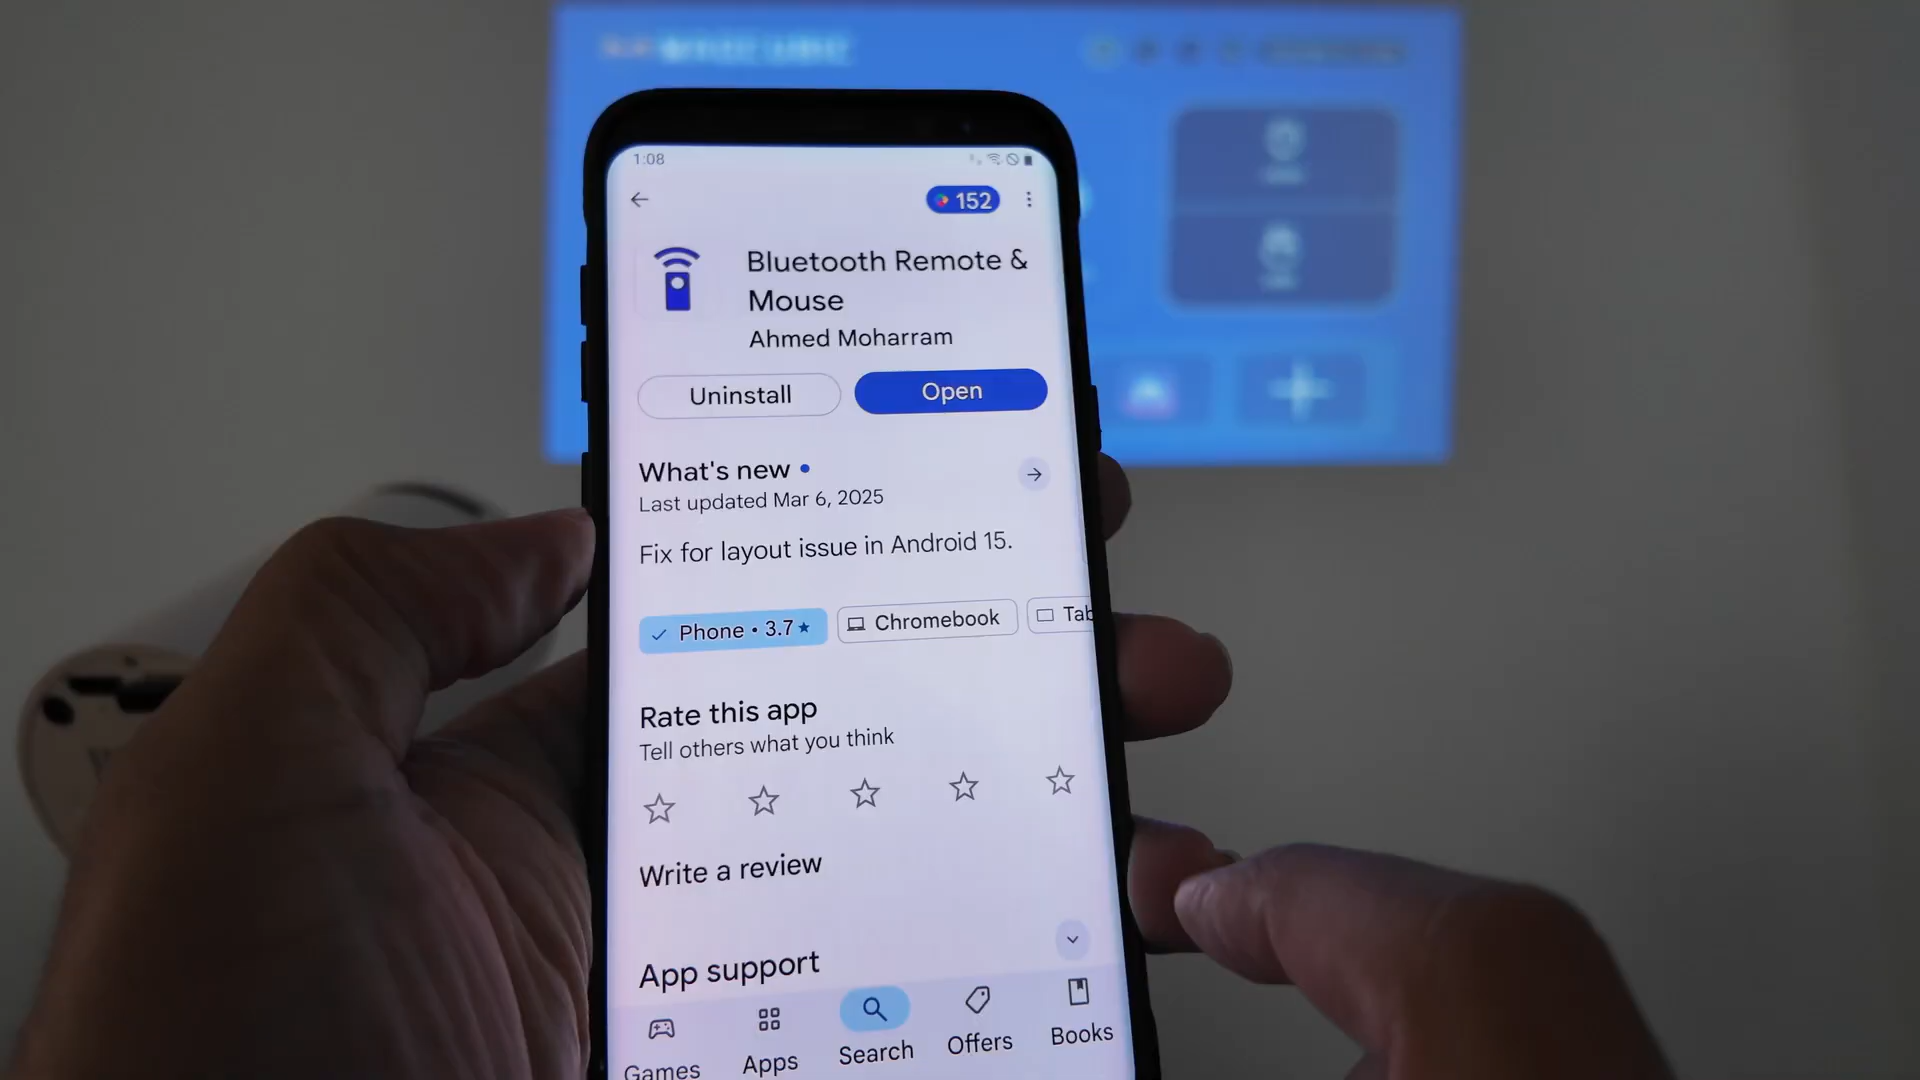 1:08
152
Bluetooth Remote &
Mouse
Ahmed Moharram
Uninstall
Open
What's new
Last updated Mar 6, 2025
Fix for layout issue in Android 15.
Phone • 3.7★
Chromebook
Tab
Rate this app
Tell others what you think
Write a review
App support
Games
Apps
Search
Offers
Books